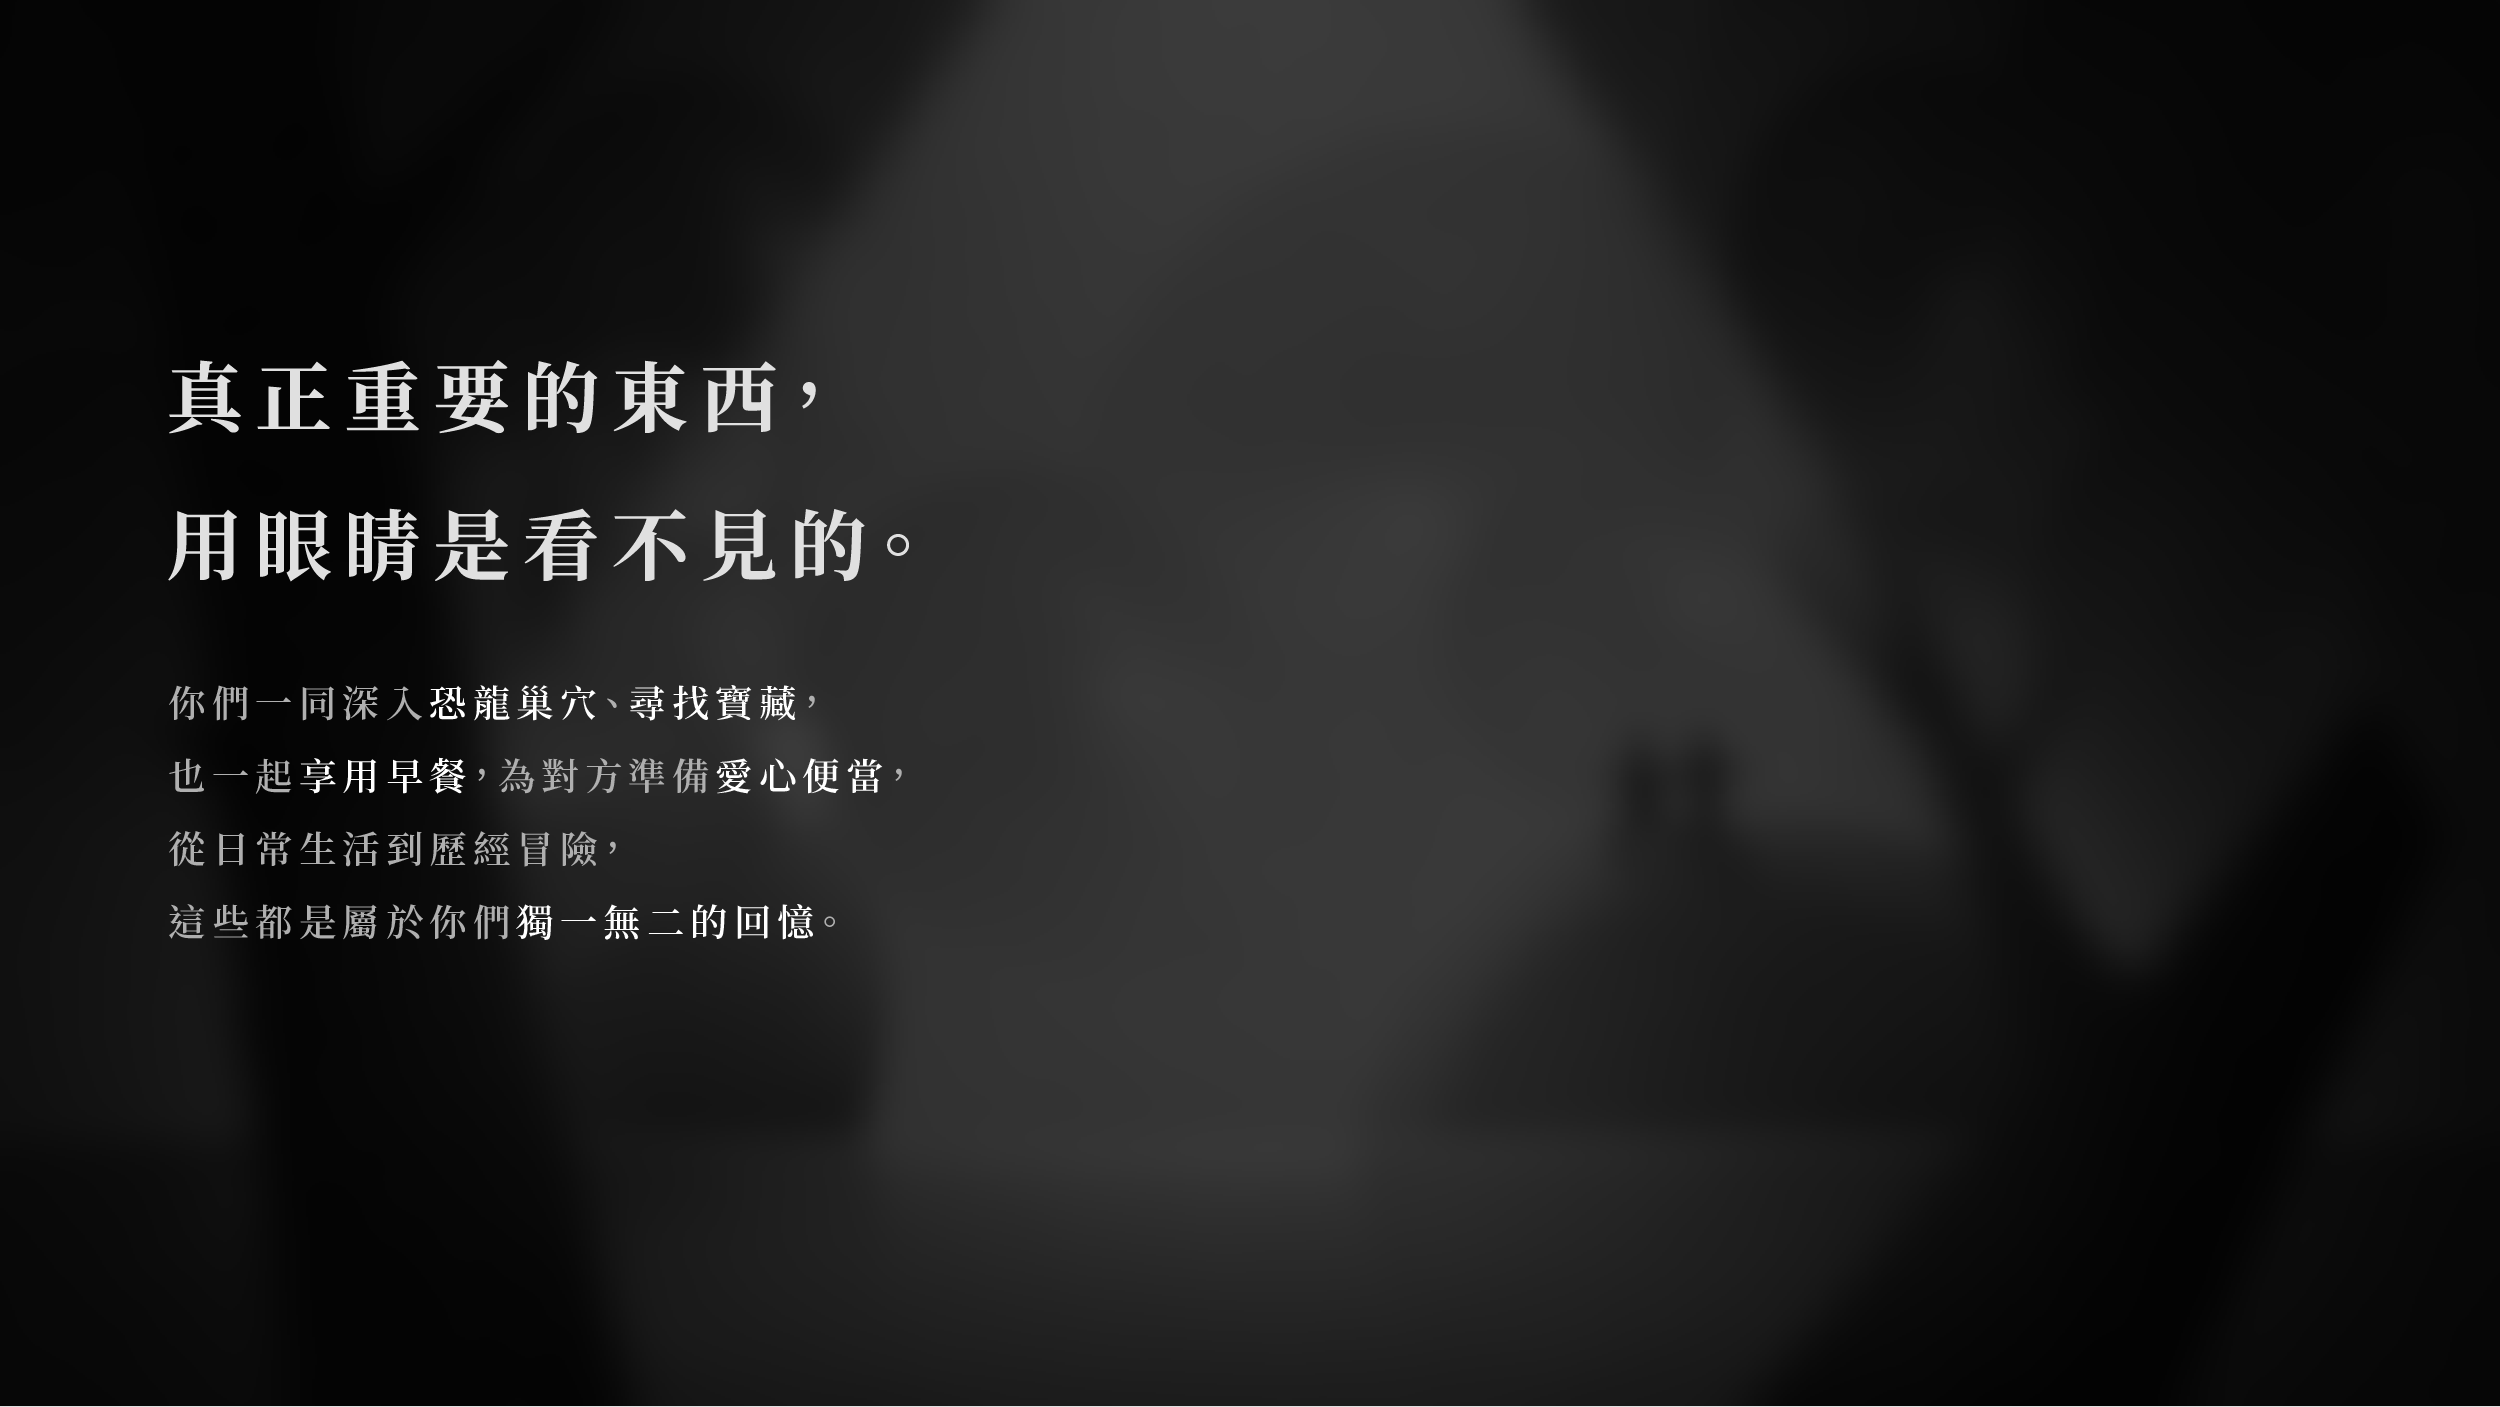 真正重要的東西，
用眼睛是看不見的。
你們一同深入恐龍巢穴、尋找寶藏，
也一起享用早餐，為對方準備愛心便當，
從日常生活到歷經冒險，
這些都是屬於你們獨一無二的回憶。